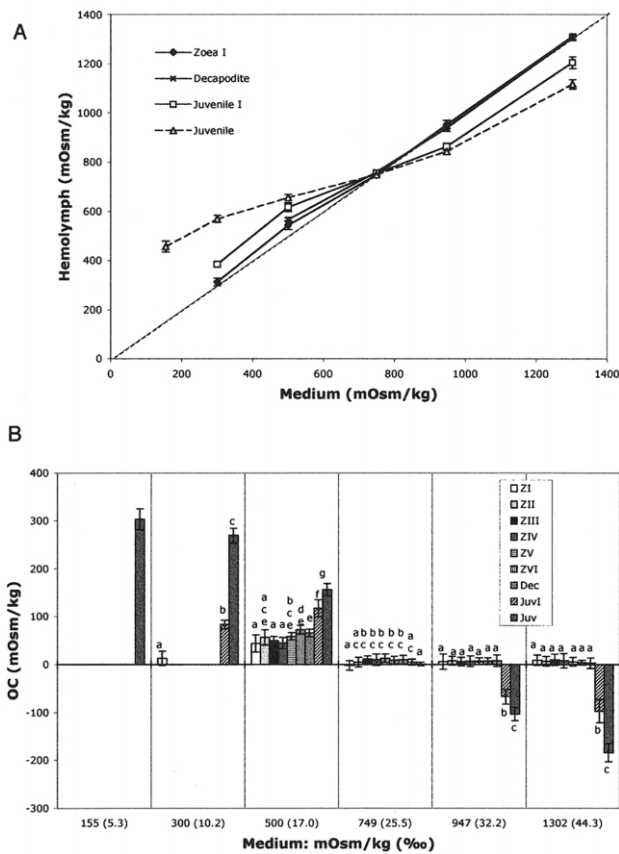 A
1400
1200
1000
800
600
400
200
0
Hemolymph (mOsm/kg)
Zoea I
Decapodite
Juvenile I
Juvenile
0 200 400 600 800 1000 1200 1400
Medium (mOsm/kg)
B
400
300
200
100
0
-100
-200
-300
OC (mOsm/kg)
ZI
ZII
ZIII
ZIV
ZV
ZVI
Dec
JuvI
Juv
a b c
a a c e a a b c e d e e f g
a a c b c b c b c b c b c a c a
a a a a a a a b c
a a a a a a a b c
155 (5.3) 300 (10.2) 500 (17.0) 749 (25.5) 947 (32.2) 1302 (44.3)
Medium: mOsm/kg (‰)